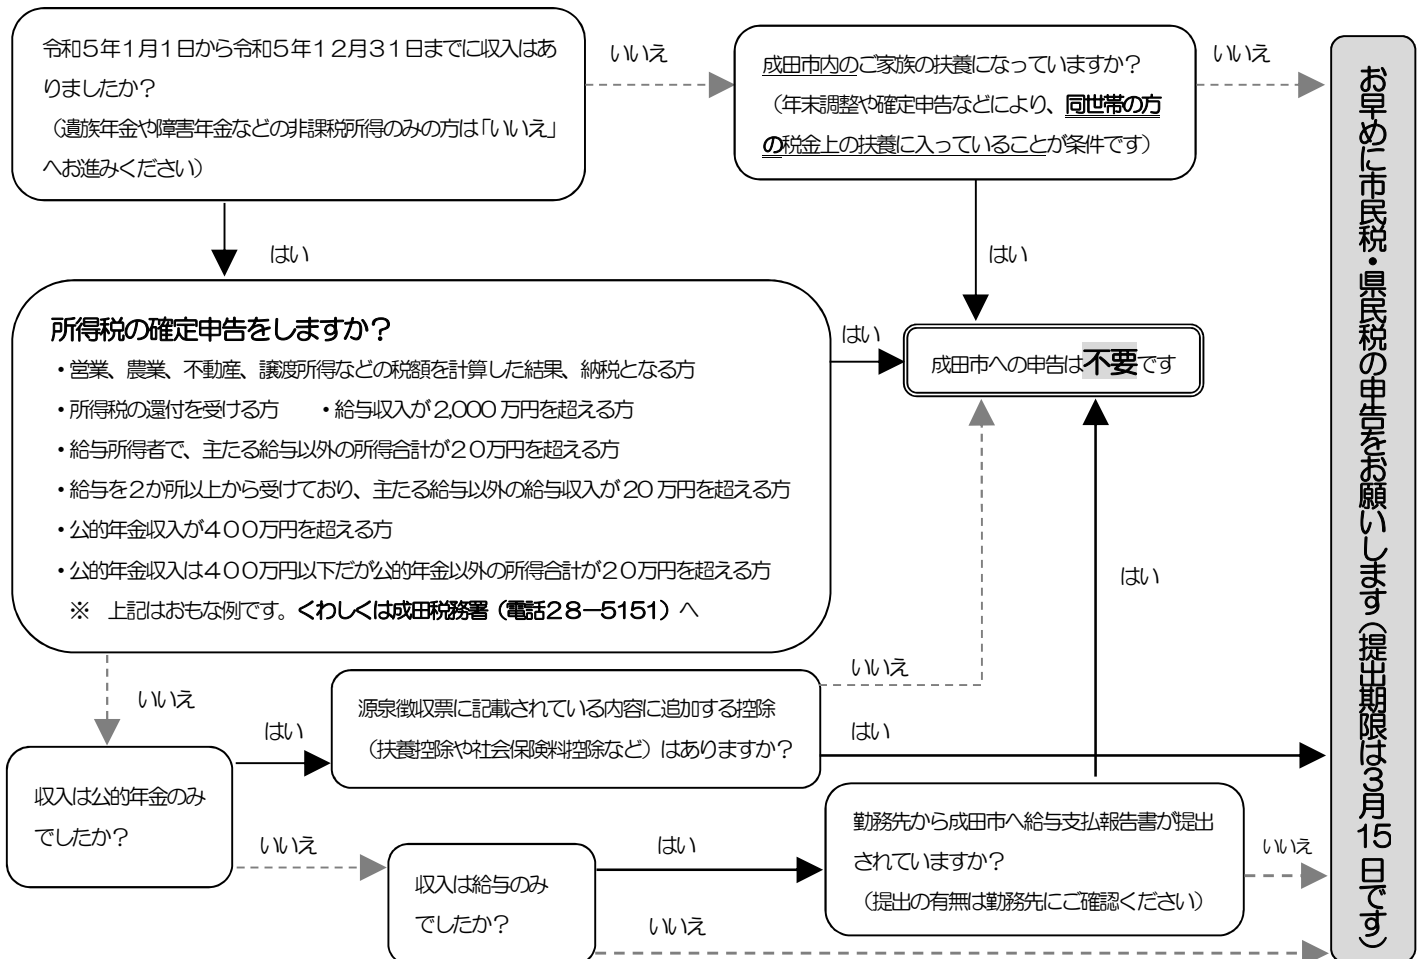 令和5年1月1日から令和5年12月31日までに収入はあ
りましたか？
（遺族年金や障害年金などの非課税所得のみの方は「いいえ」
へお進みください）
いいえ
成田市内のご家族の扶養になっていますか？
（年末調整や確定申告などにより、同世帯の方
の税金上の扶養に入っていることが条件です）
いいえ
はい
はい
所得税の確定申告をしますか？
・営業、農業、不動産、譲渡所得などの税額を計算した結果、納税となる方
・所得税の還付を受ける方　・給与収入が2,000万円を超える方
・給与所得者で、主たる給与以外の所得合計が２０万円を超える方
・給与を２か所以上から受けており、主たる給与以外の給与収入が20万円を超える方
・公的年金収入が４００万円を超える方
・公的年金収入は４００万円以下だが公的年金以外の所得合計が２０万円を超える方
※　上記はおもな例です。くわしくは成田税務署（電話２８－５１５１）へ
はい
成田市への申告は不要です
いいえ
収入は公的年金のみ
でしたか？
はい
源泉徴収票に記載されている内容に追加する控除
（扶養控除や社会保険料控除など）はありますか？
いいえ
はい
いいえ
収入は給与のみ
でしたか？
はい
勤務先から成田市へ給与支払報告書が提出
されていますか？
（提出の有無は勤務先にご確認ください）
はい
いいえ
いいえ
お早めに市民税・県民税の申告をお願いします（提出期限は３月15日です）